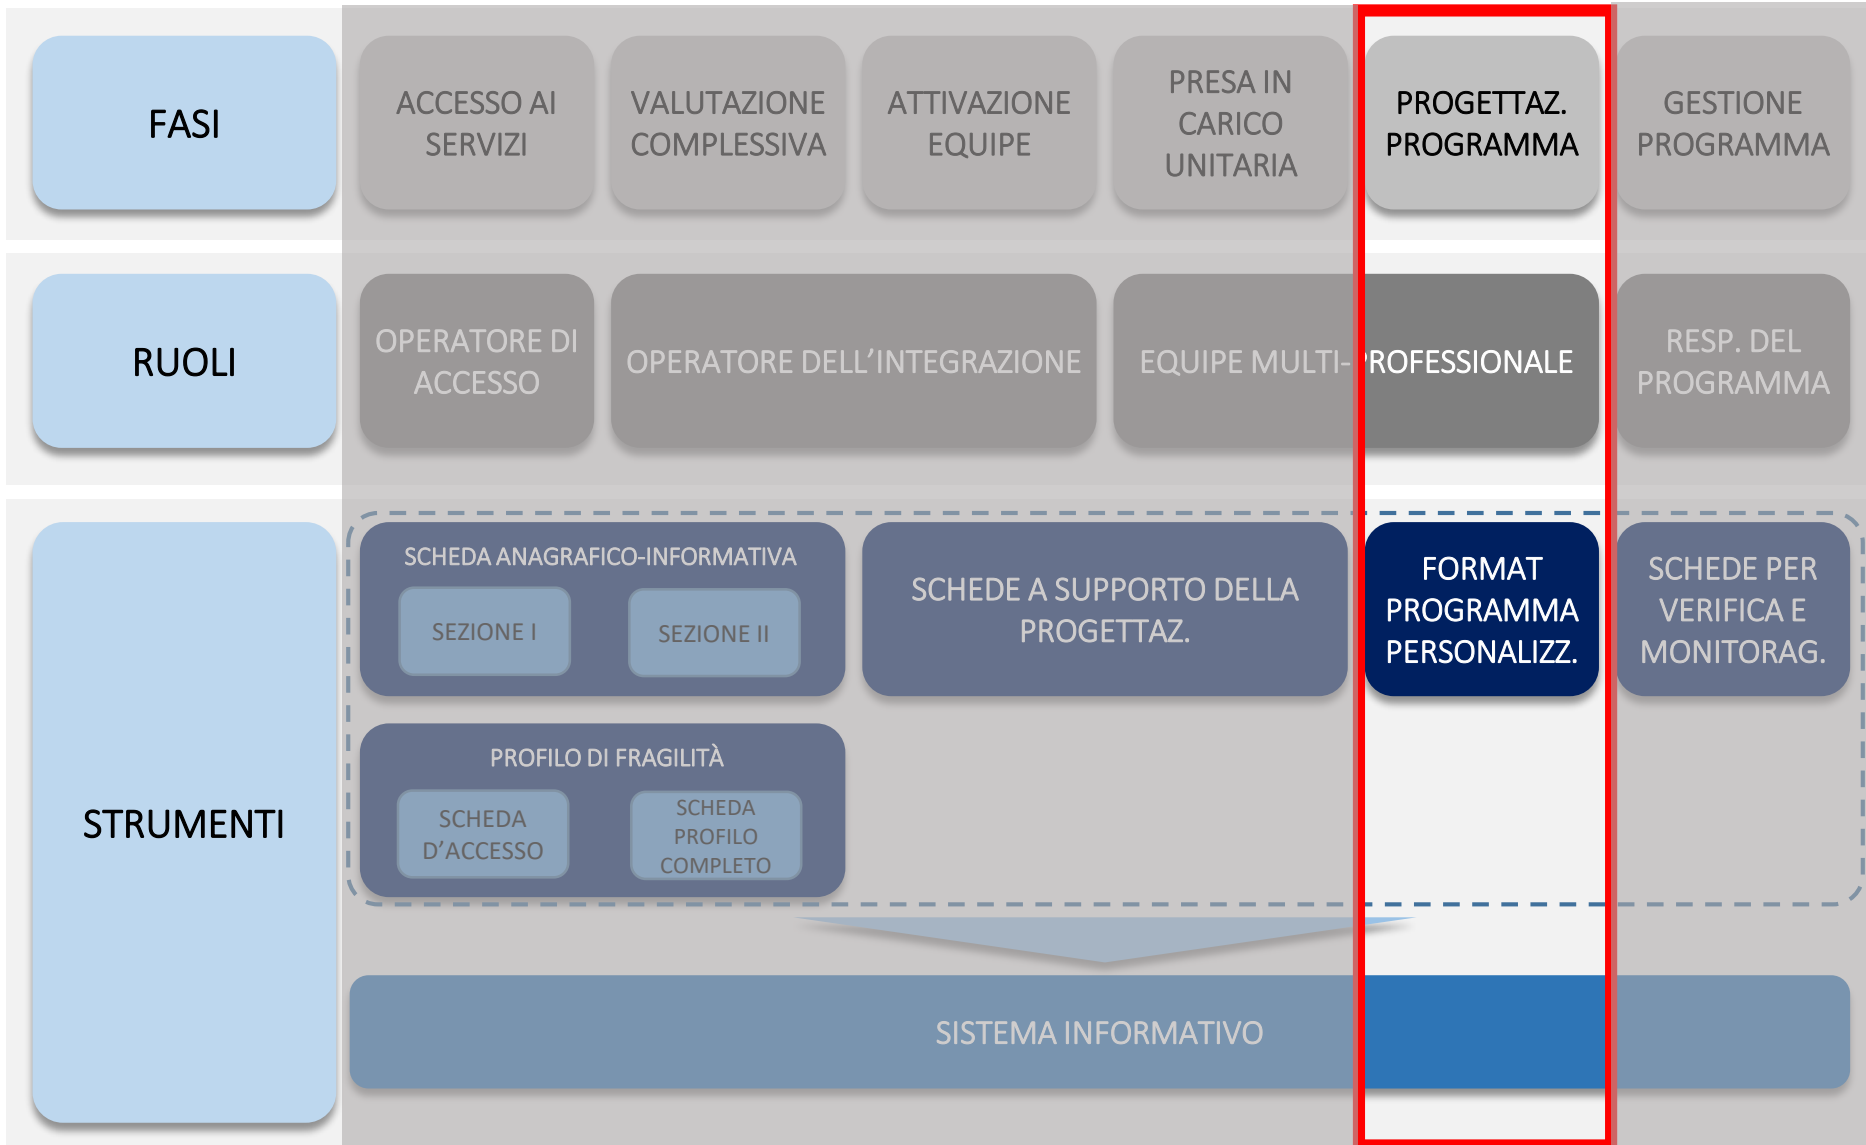 FASI
ACCESSO AI
SERVIZI
VALUTAZIONE
COMPLESSIVA
ATTIVAZIONE
EQUIPE
PRESA IN
CARICO
UNITARIA
PROGETTAZ.
PROGRAMMA
GESTIONE
PROGRAMMA
RUOLI
OPERATORE DI
ACCESSO
OPERATORE DELL’INTEGRAZIONE
EQUIPE MULTI-PROFESSIONALE
RESP. DEL
PROGRAMMA
STRUMENTI
SCHEDA ANAGRAFICO-INFORMATIVA
SEZIONE I
SEZIONE II
SCHEDE A SUPPORTO DELLA
PROGETTAZ.
FORMAT
PROGRAMMA
PERSONALIZZ.
SCHEDE PER
VERIFICA E
MONITORAG.
PROFILO DI FRAGILITÀ
SCHEDA
D’ACCESSO
SCHEDA
PROFILO
COMPLETO
SISTEMA INFORMATIVO